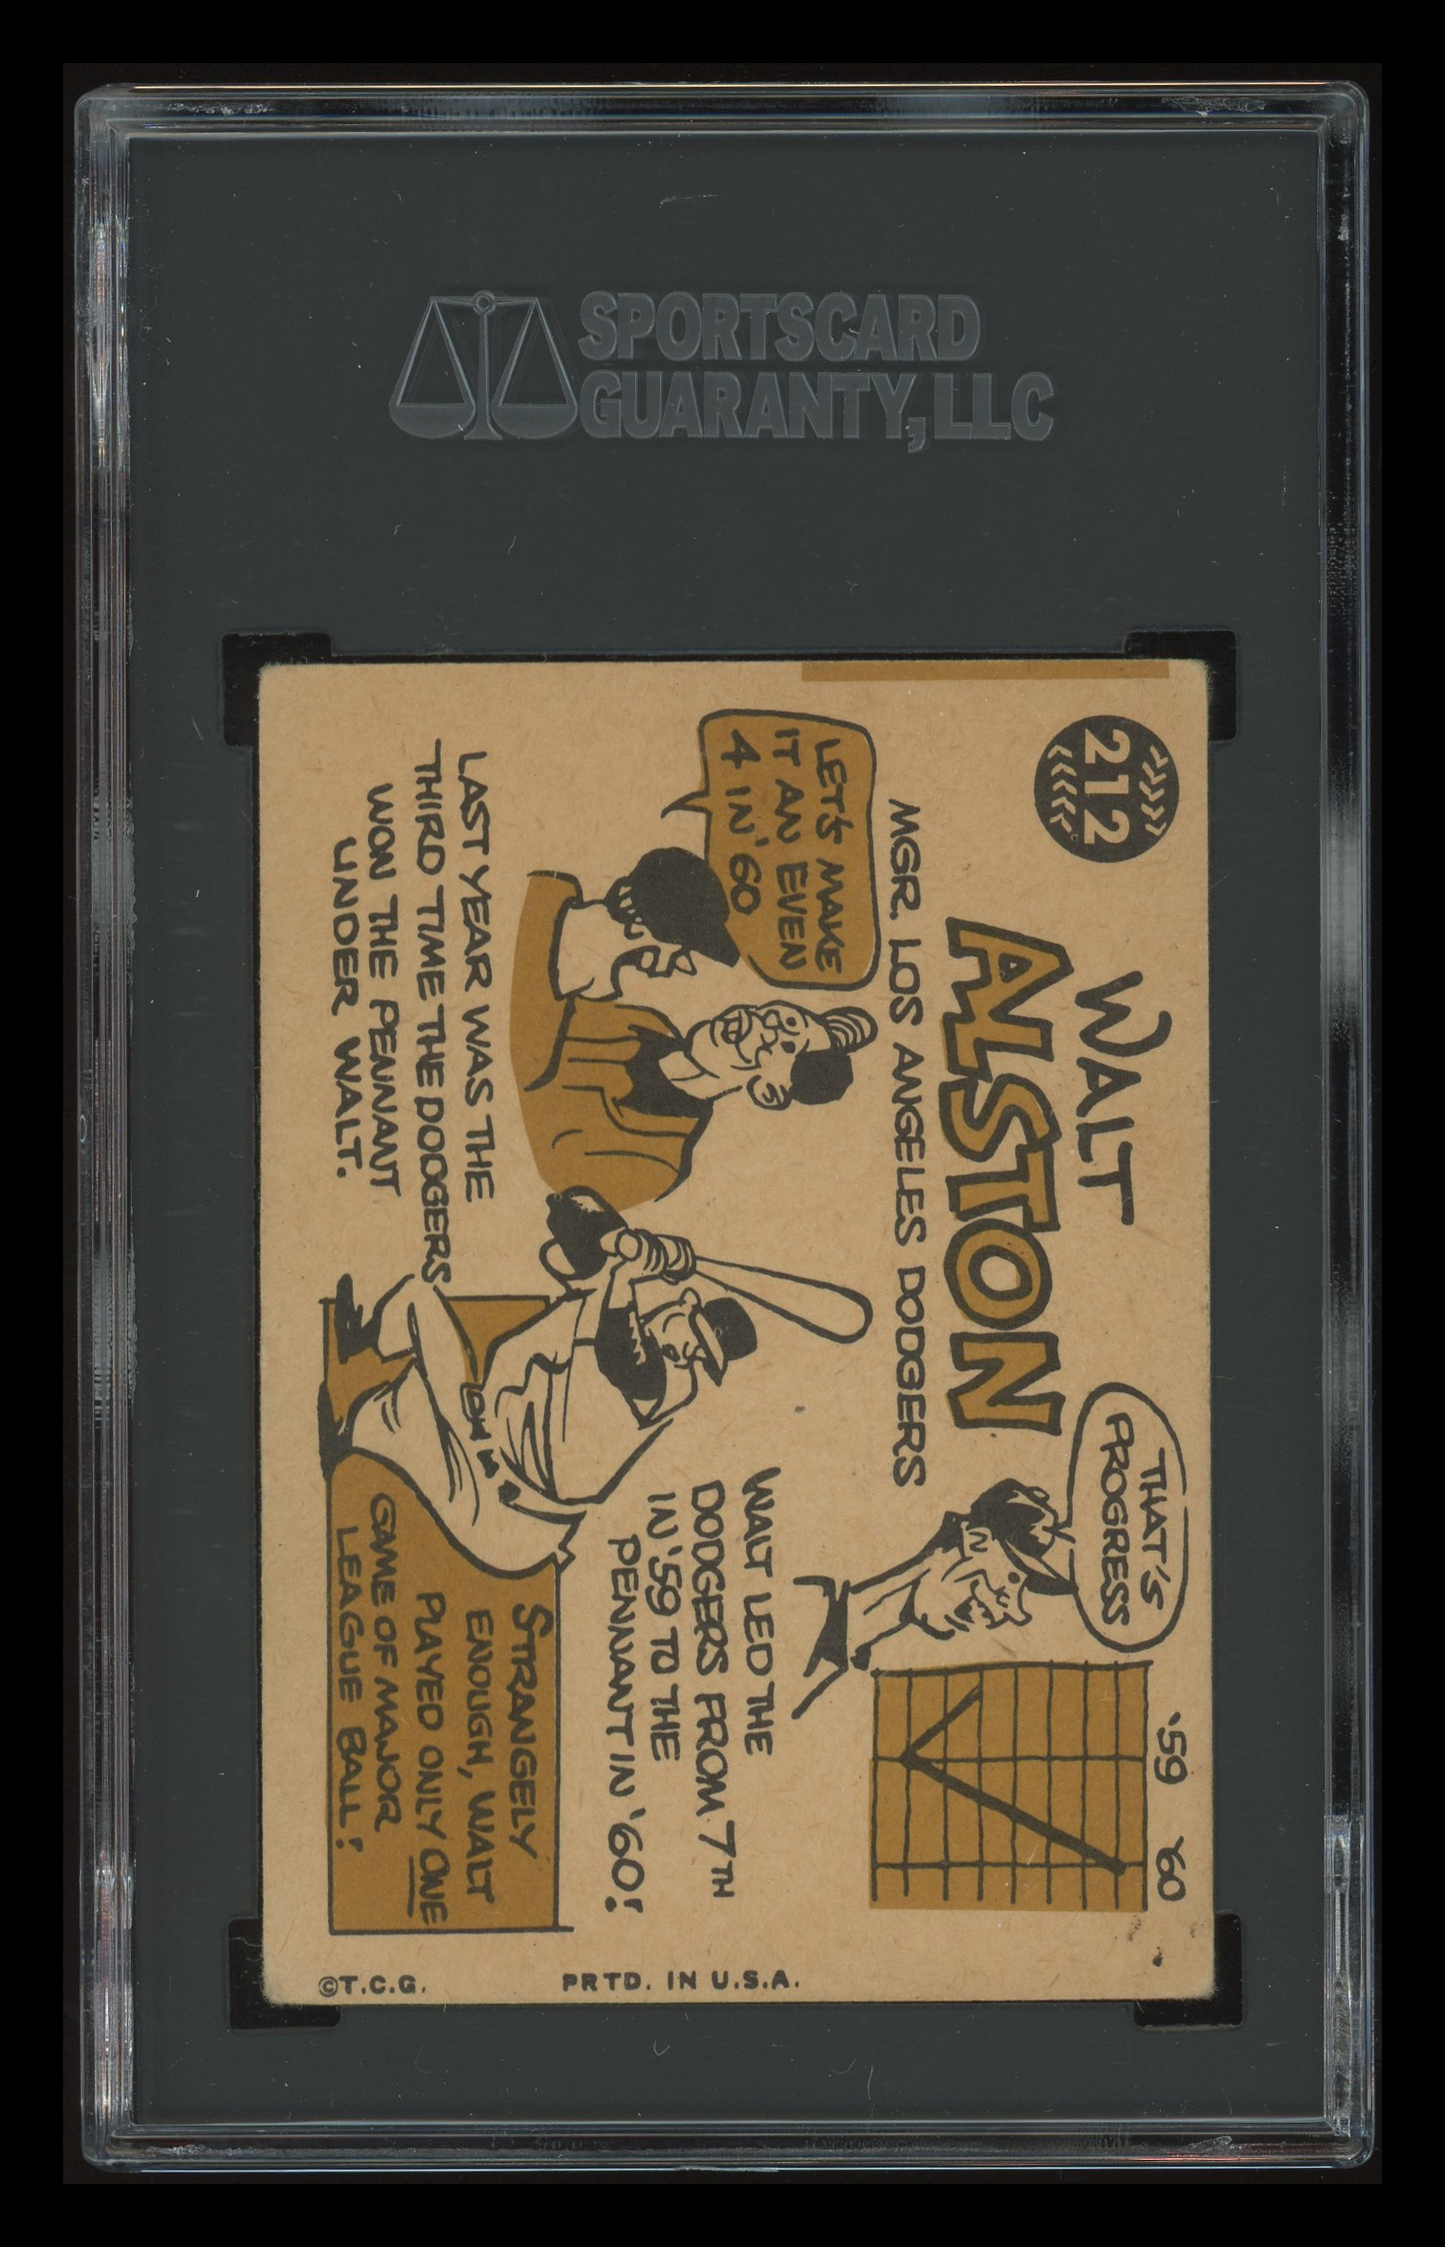 SPORTSCARD
GUARANTY, LLC
212
WALT
ALSTON
MGR. LOS ANGELES DODGERS
THAT'S
PROGRESS
'59 '60
LET'S MAKE
IT AN EVEN
4 IN '60
LAST YEAR WAS THE
THIRD TIME THE DODGERS
WON THE PENNANT
UNDER WALT.
WALT LED THE
DODGERS FROM 7TH
IN '59 TO THE
PENNANT IN '60!
STRANGELY
ENOUGH, WALT
PLAYED ONLY ONE
GAME OF MAJOR
LEAGUE BALL!
©T.C.G. PRTD. IN U.S.A.